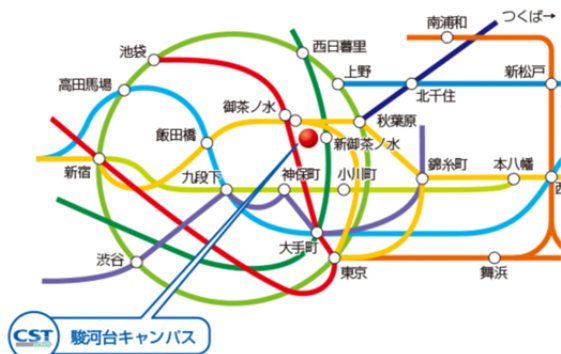 つくば→
南浦和
池袋
西日暮里
上野
北千住
新松戸
高田馬場
御茶ノ水
秋葉原
飯田橋
新御茶ノ水
錦糸町
本八幡
新宿
九段下
神保町
小川町
西
大手町
渋谷
東京
舞浜
CST
駿河台キャンパス